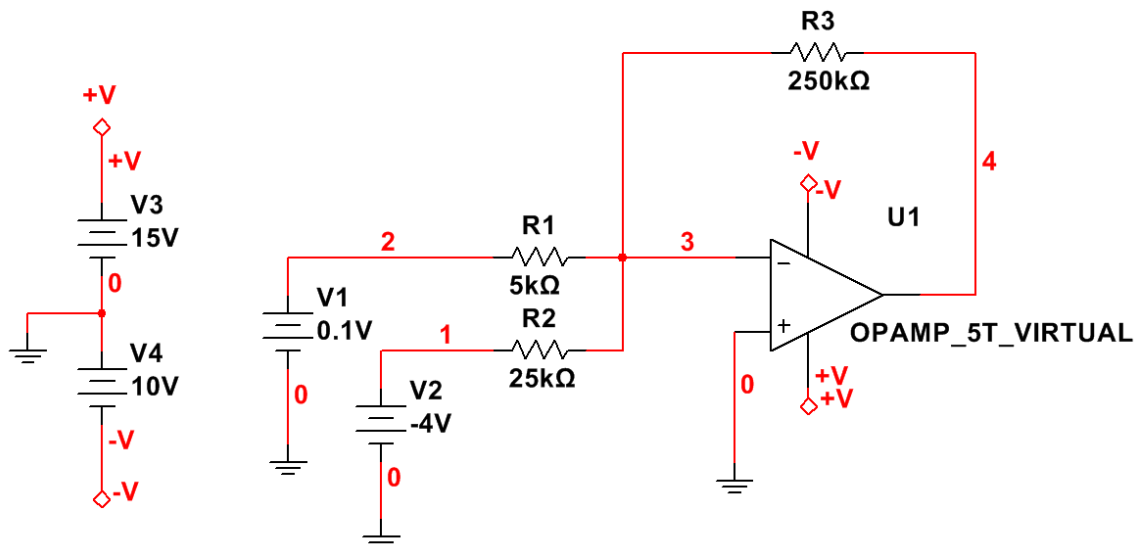 +V
+V
V3
15V
0
V4
10V
-V
-V
2
V1
0.1V
0
1
V2
-4V
0
R1
5kΩ
R2
25kΩ
3
R3
250kΩ
4
-V
-V
U1
−
+
OPAMP_5T_VIRTUAL
0
+V
+V